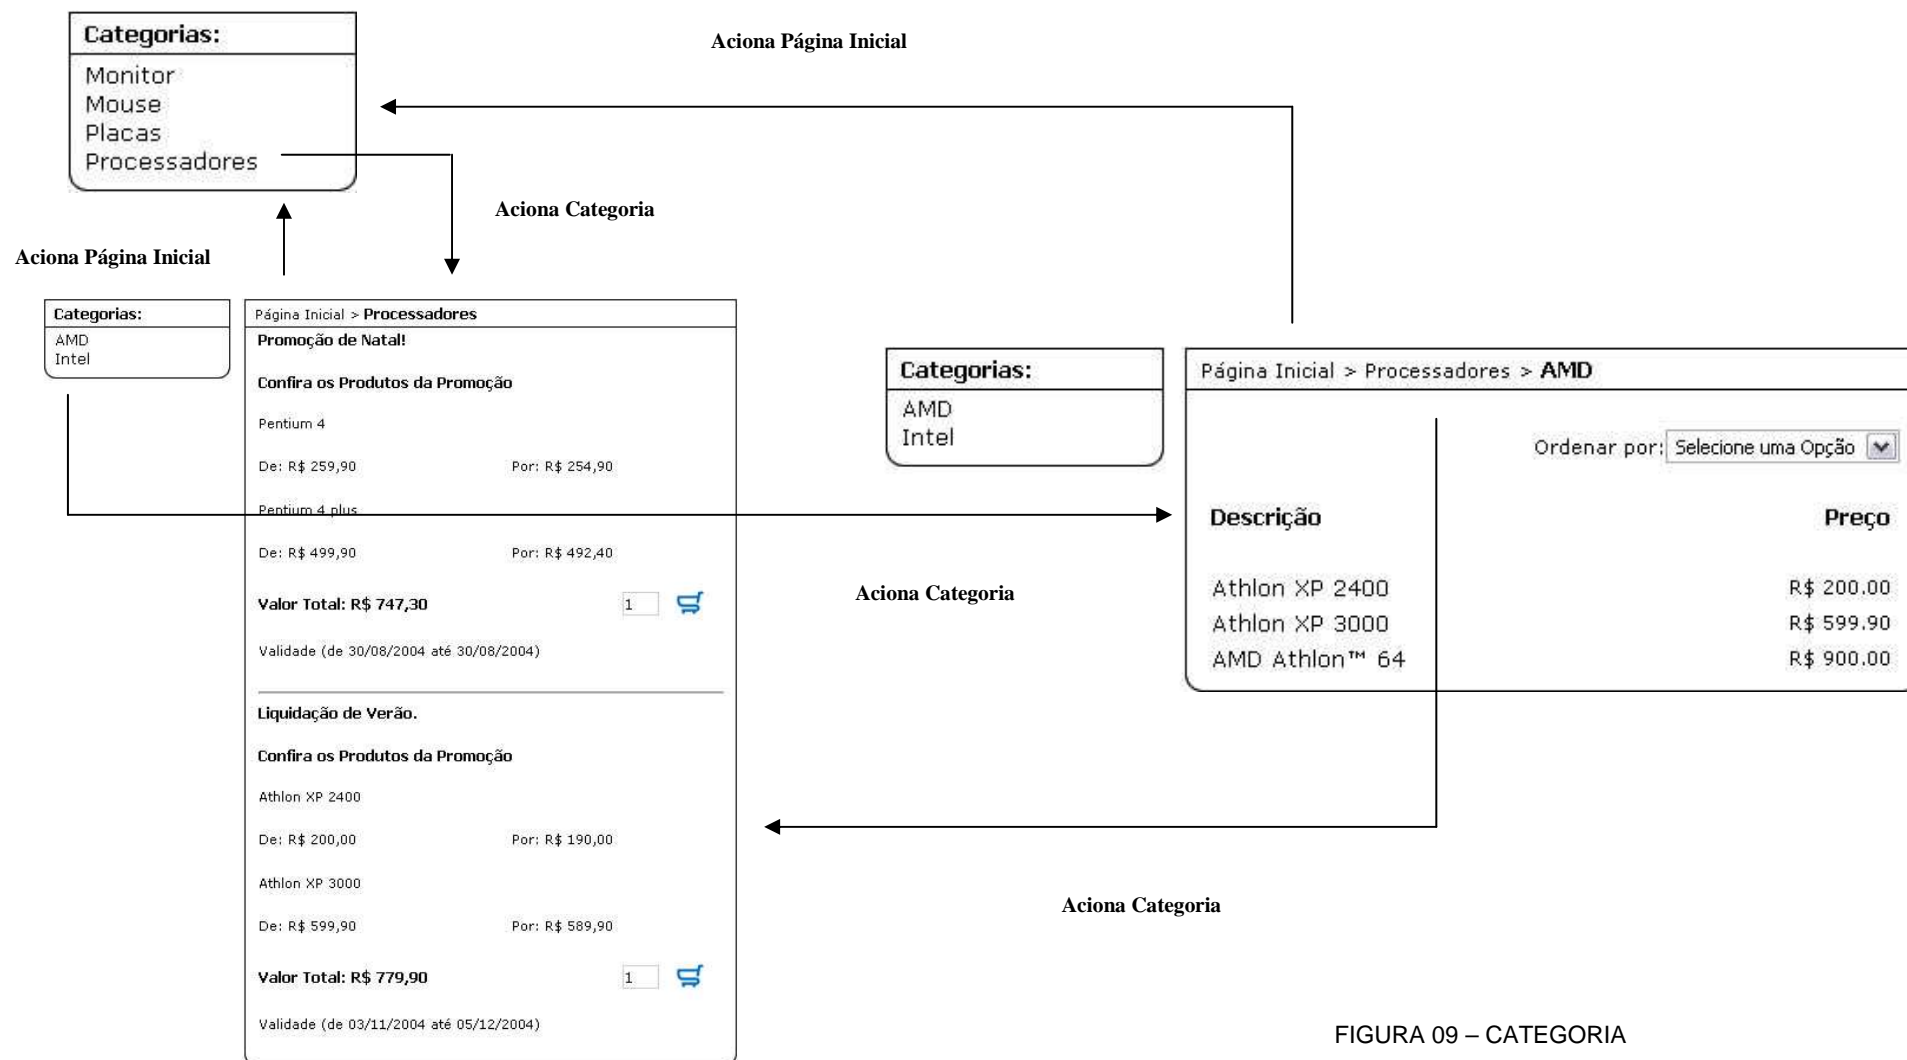 Categorias:
Monitor
Mouse
Placas
Processadores
Aciona Página Inicial
Aciona Categoria
Aciona Página Inicial
Categorias:
AMD
Intel
Página Inicial > Processadores
Promoção de Natal!
Confira os Produtos da Promoção
Pentium 4
De: R$ 259,90 Por: R$ 254,90
Pentium 4 plus
De: R$ 499,90 Por: R$ 492,40
Valor Total: R$ 747,30 1
Validade (de 30/08/2004 até 30/08/2004)
Liquidação de Verão.
Confira os Produtos da Promoção
Athlon XP 2400
De: R$ 200,00 Por: R$ 190,00
Athlon XP 3000
De: R$ 599,90 Por: R$ 589,90
Valor Total: R$ 779,90 1
Validade (de 03/11/2004 até 05/12/2004)
Aciona Categoria
Categorias:
AMD
Intel
Página Inicial > Processadores > AMD
Ordenar por: Selecione uma Opção
Descrição Preço
Athlon XP 2400 R$ 200.00
Athlon XP 3000 R$ 599.90
AMD Athlon™ 64 R$ 900.00
Aciona Categoria
FIGURA 09 – CATEGORIA